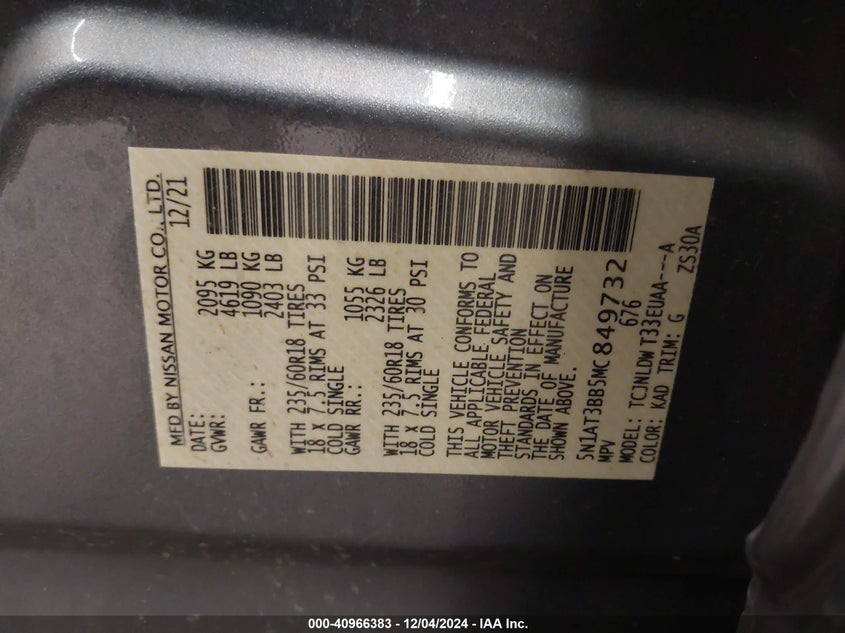 MFD BY NISSAN MOTOR CO., LTD.
DATE: 12/21
GVWR: 2095 KG
4619 LB
GAWR FR.: 1090 KG
2403 LB
WITH 235/60R18 TIRES
18 X 7.5 RIMS AT 33 PSI
COLD SINGLE
GAWR RR.: 1055 KG
2326 LB
WITH 235/60R18 TIRES
18 X 7.5 RIMS AT 30 PSI
COLD SINGLE
THIS VEHICLE CONFORMS TO
ALL APPLICABLE FEDERAL
MOTOR VEHICLE SAFETY AND
THEFT PREVENTION
STANDARDS IN EFFECT ON
THE DATE OF MANUFACTURE
SHOWN ABOVE.
5N1AT3BB5MC849732
MPV 676
MODEL: TCJNLDW T33EUAA---A
COLOR: KAD TRIM: G ZS30A
000-40966383 - 12/04/2024 - IAA Inc.